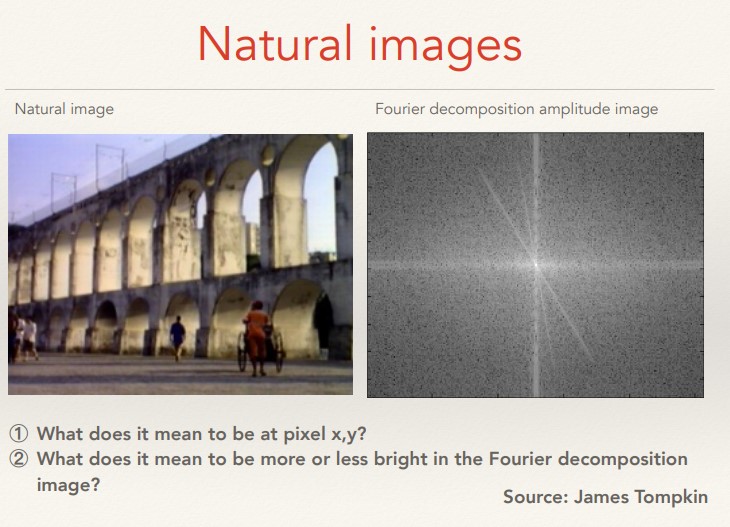 Natural images
Natural image
Fourier decomposition amplitude image
① What does it mean to be at pixel x,y?
② What does it mean to be more or less bright in the Fourier decomposition
image?
Source: James Tompkin